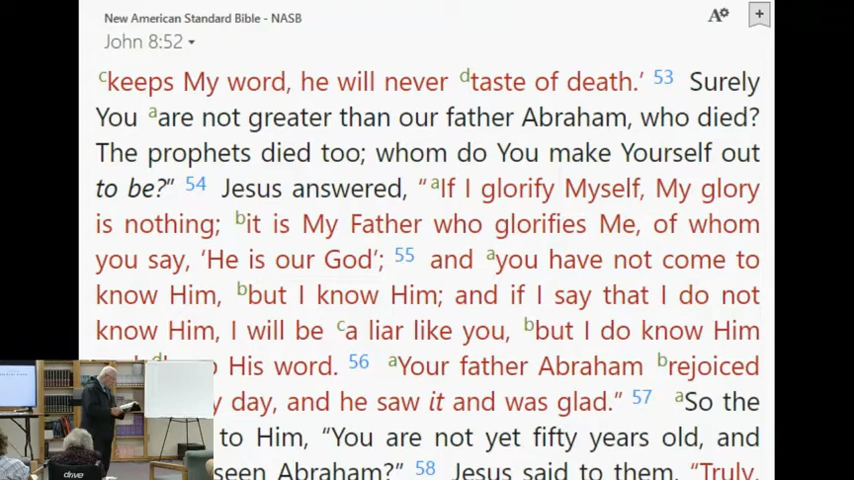 New American Standard Bible - NASB
John 8:52
A
+
ckeeps My word, he will never dtaste of death.’ 53 Surely
You aare not greater than our father Abraham, who died?
The prophets died too; whom do You make Yourself out
to be?” 54 Jesus answered, “aIf I glorify Myself, My glory
is nothing; bit is My Father who glorifies Me, of whom
you say, ‘He is our God’; 55 and ayou have not come to
know Him, bbut I know Him; and if I say that I do not
know Him, I will be ca liar like you, bbut I do know Him
His word. 56 aYour father Abraham brejoiced
day, and he saw it and was glad.” 57 aSo the
to Him, “You are not yet fifty years old, and
seen Abraham?” 58 Jesus said to them, “Truly,
drive